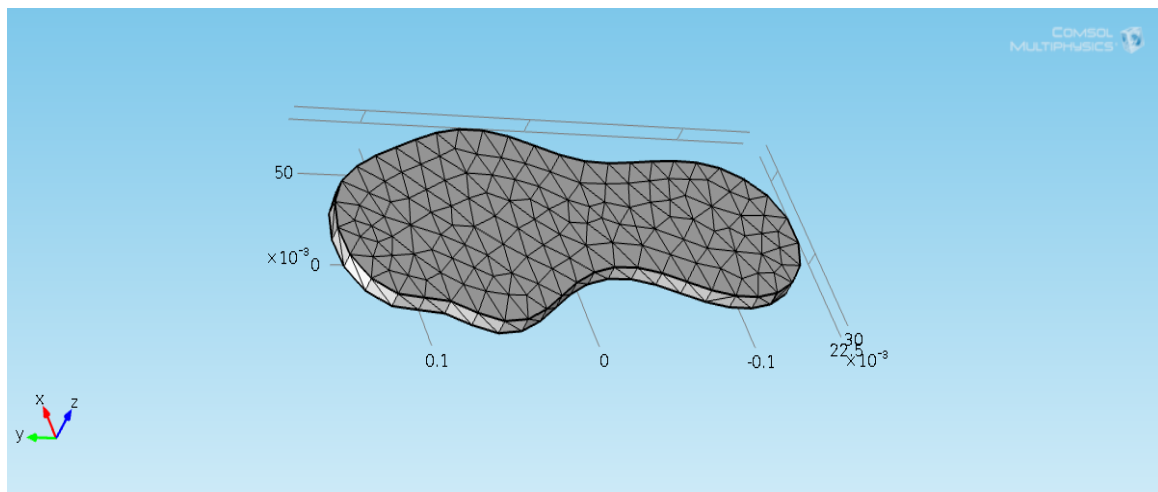 COMSOL
MULTIPHYSICS
50
×10⁻³ 0
0.1
0
-0.1
30
22.5
×10⁻³
x
z
y